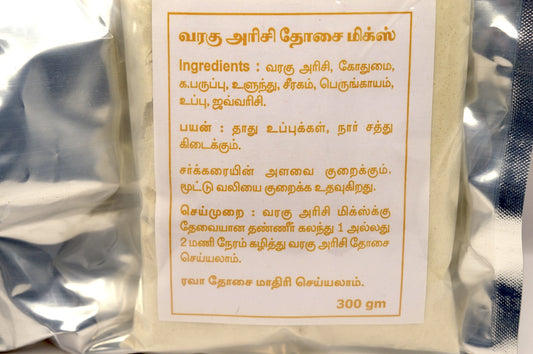 வரகு அரிசி தோசை மிக்ஸ்
Ingredients : வரகு அரிசி, கோதுமை,
க.பருப்பு, உளுந்து, சீரகம், பெருங்காயம்,
உப்பு, ஜவ்வரிசி.
பயன் : தாது உப்புக்கள், நார் சத்து
கிடைக்கும்.
சர்க்கரையின் அளவை குறைக்கும்.
மூட்டு வலியை குறைக்க உதவுகிறது.
செய்முறை : வரகு அரிசி மிக்ஸ்க்கு
தேவையான தண்ணீர் கலந்து 1 அல்லது
2 மணி நேரம் கழித்து வரகு அரிசி தோசை
செய்யலாம்.
ரவா தோசை மாதிரி செய்யலாம்.
300 gm